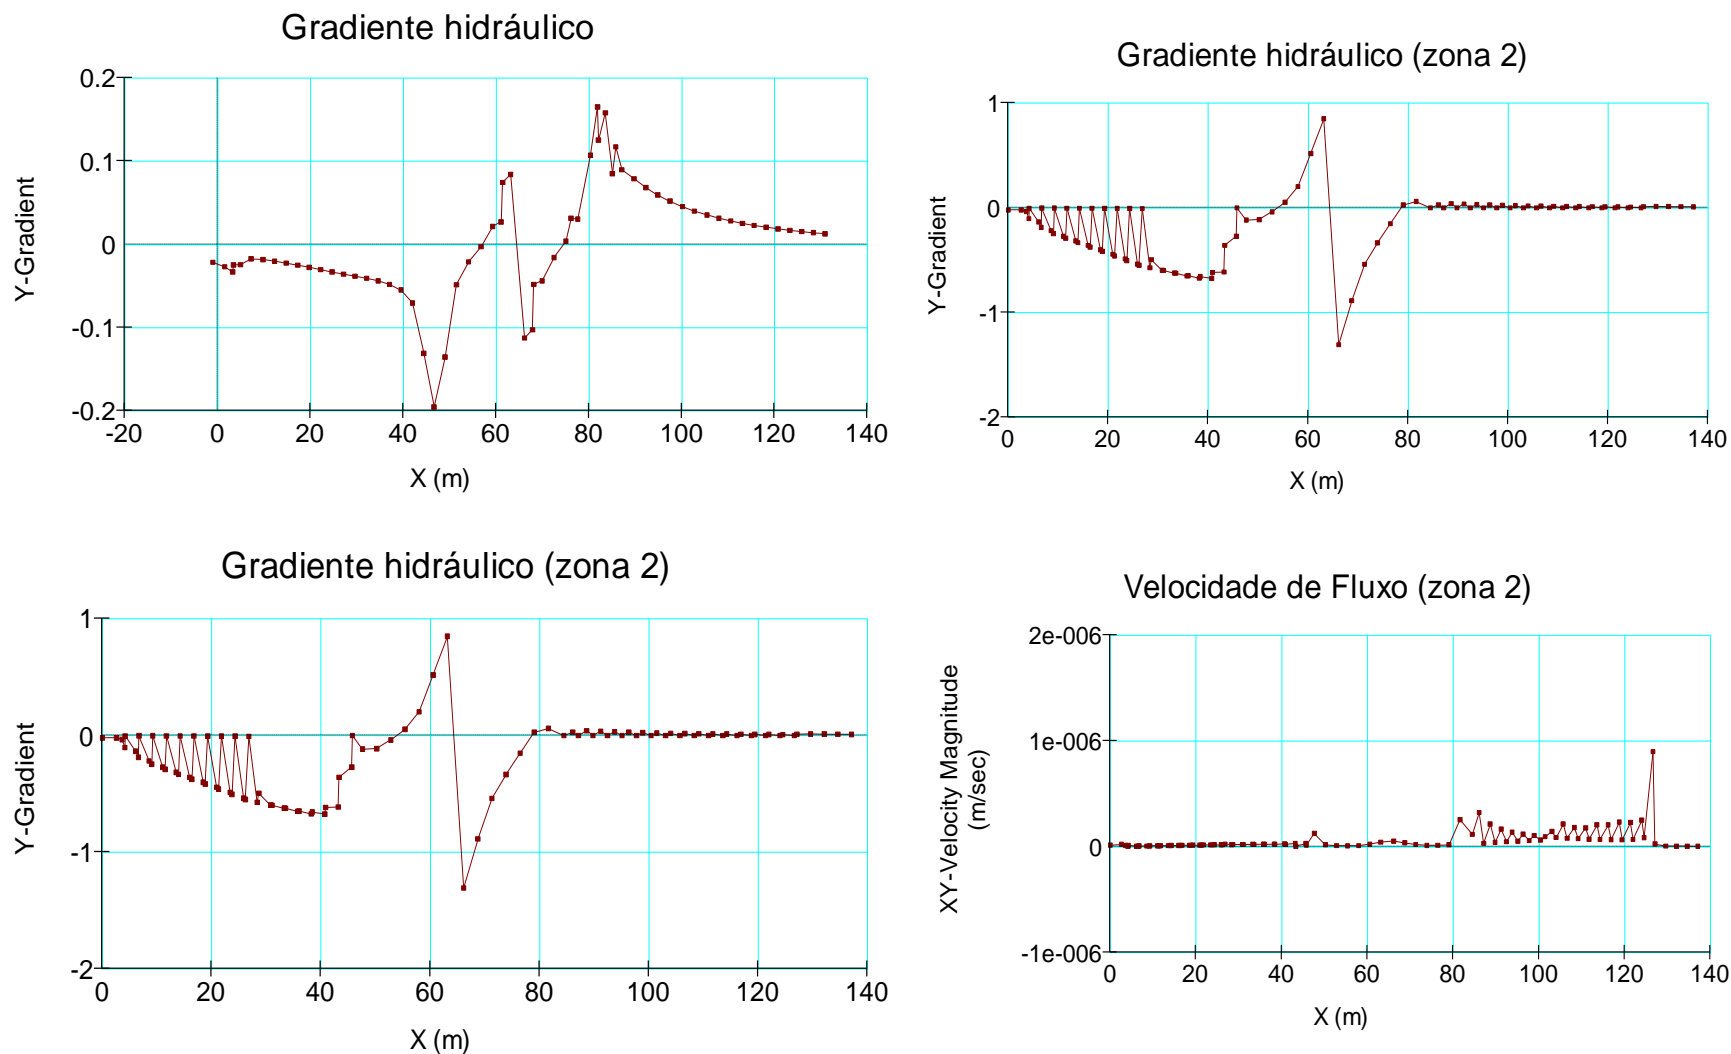 Gradiente hidráulico
0.2
0.1
0
-0.1
-0.2
-20 0 20 40 60 80 100 120 140
Y-Gradient
X (m)
Gradiente hidráulico (zona 2)
1
0
-1
-2
0 20 40 60 80 100 120 140
Y-Gradient
X (m)
Gradiente hidráulico (zona 2)
1
0
-1
-2
0 20 40 60 80 100 120 140
Y-Gradient
X (m)
Velocidade de Fluxo (zona 2)
2e-006
1e-006
0
-1e-006
0 20 40 60 80 100 120 140
XY-Velocity Magnitude
(m/sec)
X (m)